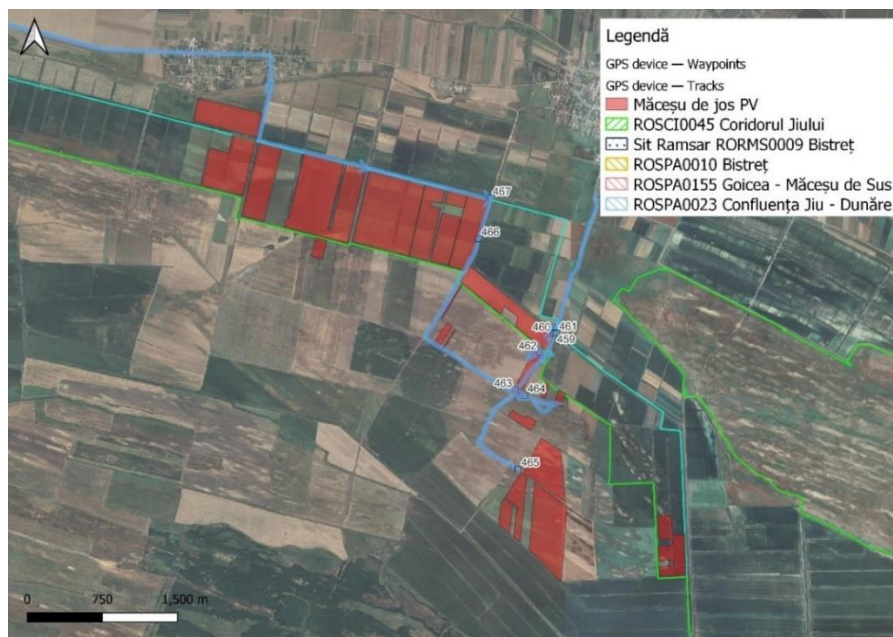 Legendă
GPS device — Waypoints
GPS device — Tracks
Măceșu de jos PV
ROSCI0045 Coridorul Jiului
Sit Ramsar RORMS0009 Bistreț
ROSPA0010 Bistreț
ROSPA0155 Goicea - Măceșu de Sus
ROSPA0023 Confluența Jiu - Dunăre
467
466
460
461
459
462
463
464
465
0
750
1,500 m